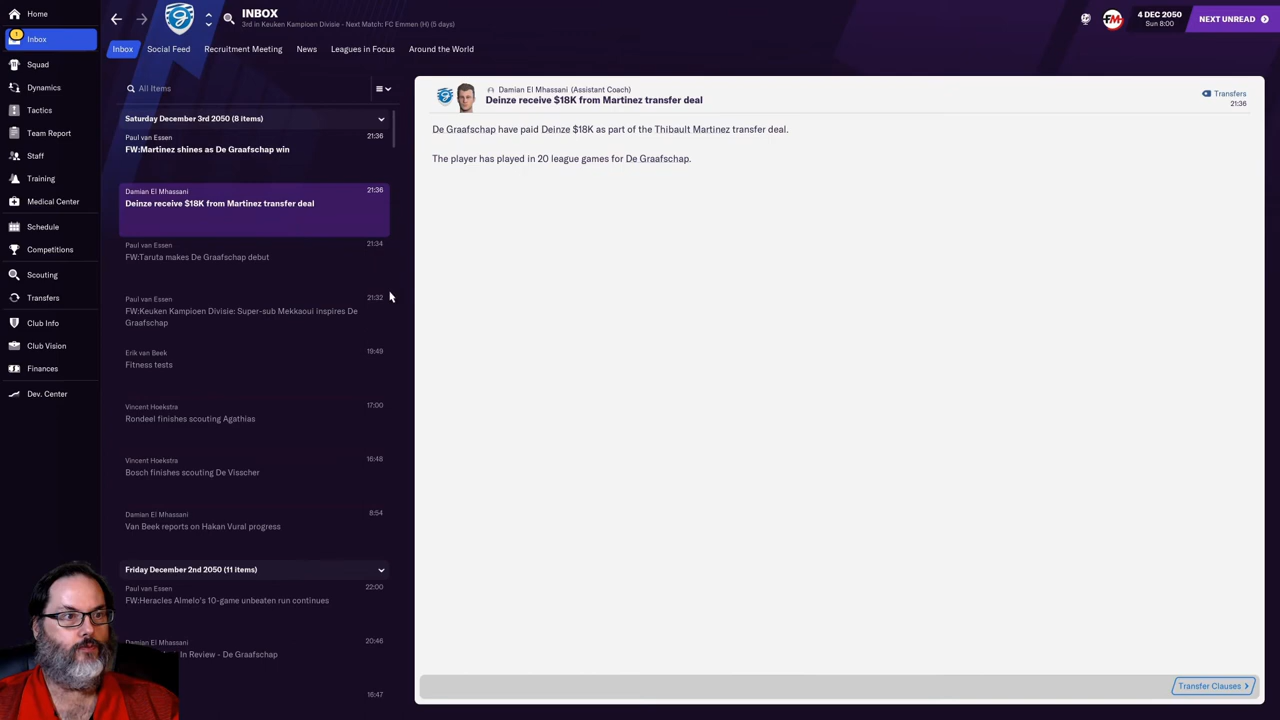 INBOX
3rd in Keuken Kampioen Divisie - Next Match: FC Emmen (H) (5 days)
4 DEC 2050
Sun 8:00
NEXT UNREAD
Home
Inbox
Squad
Dynamics
Tactics
Team Report
Staff
Training
Medical Center
Schedule
Competitions
Scouting
Transfers
Club Info
Club Vision
Finances
Dev. Center
Inbox Social Feed Recruitment Meeting News Leagues in Focus Around the World
All Items
Saturday December 3rd 2050 (8 items)
Paul van Essen 21:36
FW:Martinez shines as De Graafschap win
Damian El Mhassani 21:36
Deinze receive $18K from Martinez transfer deal
Paul van Essen 21:34
FW:Taruta makes De Graafschap debut
Paul van Essen 21:32
FW:Keuken Kampioen Divisie: Super-sub Mekkaoui inspires De
Graafschap
Erik van Beek 19:49
Fitness tests
Vincent Hoekstra 17:00
Rondeel finishes scouting Agathias
Vincent Hoekstra 16:48
Bosch finishes scouting De Visscher
Damian El Mhassani 8:54
Van Beek reports on Hakan Vural progress
Friday December 2nd 2050 (11 items)
Paul van Essen 22:00
FW:Heracles Almelo's 10-game unbeaten run continues
Damian El Mhassani 20:46
In Review - De Graafschap
16:47
Damian El Mhassani (Assistant Coach)
Deinze receive $18K from Martinez transfer deal
Transfers
21:36
De Graafschap have paid Deinze $18K as part of the Thibault Martinez transfer deal.
The player has played in 20 league games for De Graafschap.
Transfer Clauses